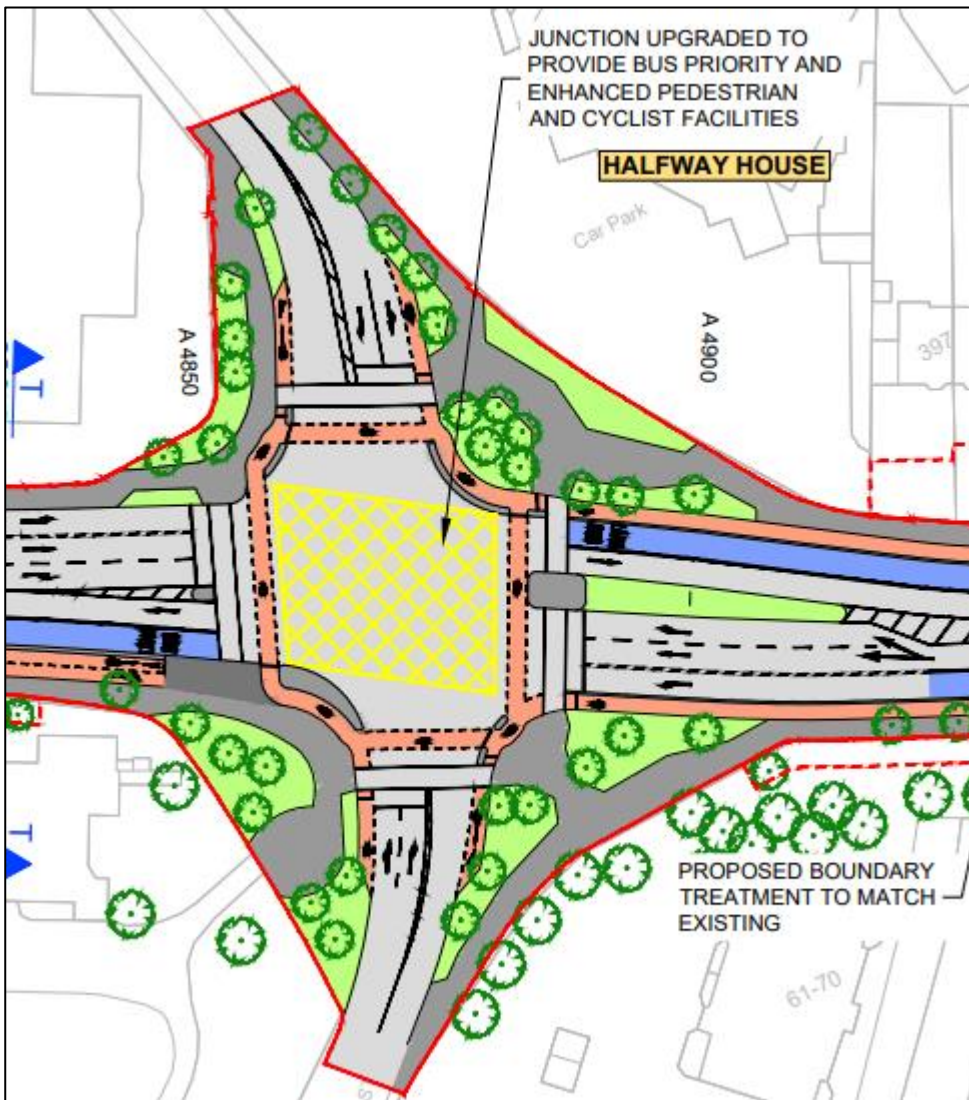 JUNCTION UPGRADED TO
PROVIDE BUS PRIORITY AND
ENHANCED PEDESTRIAN
AND CYCLIST FACILITIES
HALFWAY HOUSE
Car Park
A 4900
A 4850
397
T
T
PROPOSED BOUNDARY
TREATMENT TO MATCH
EXISTING
61-70
S